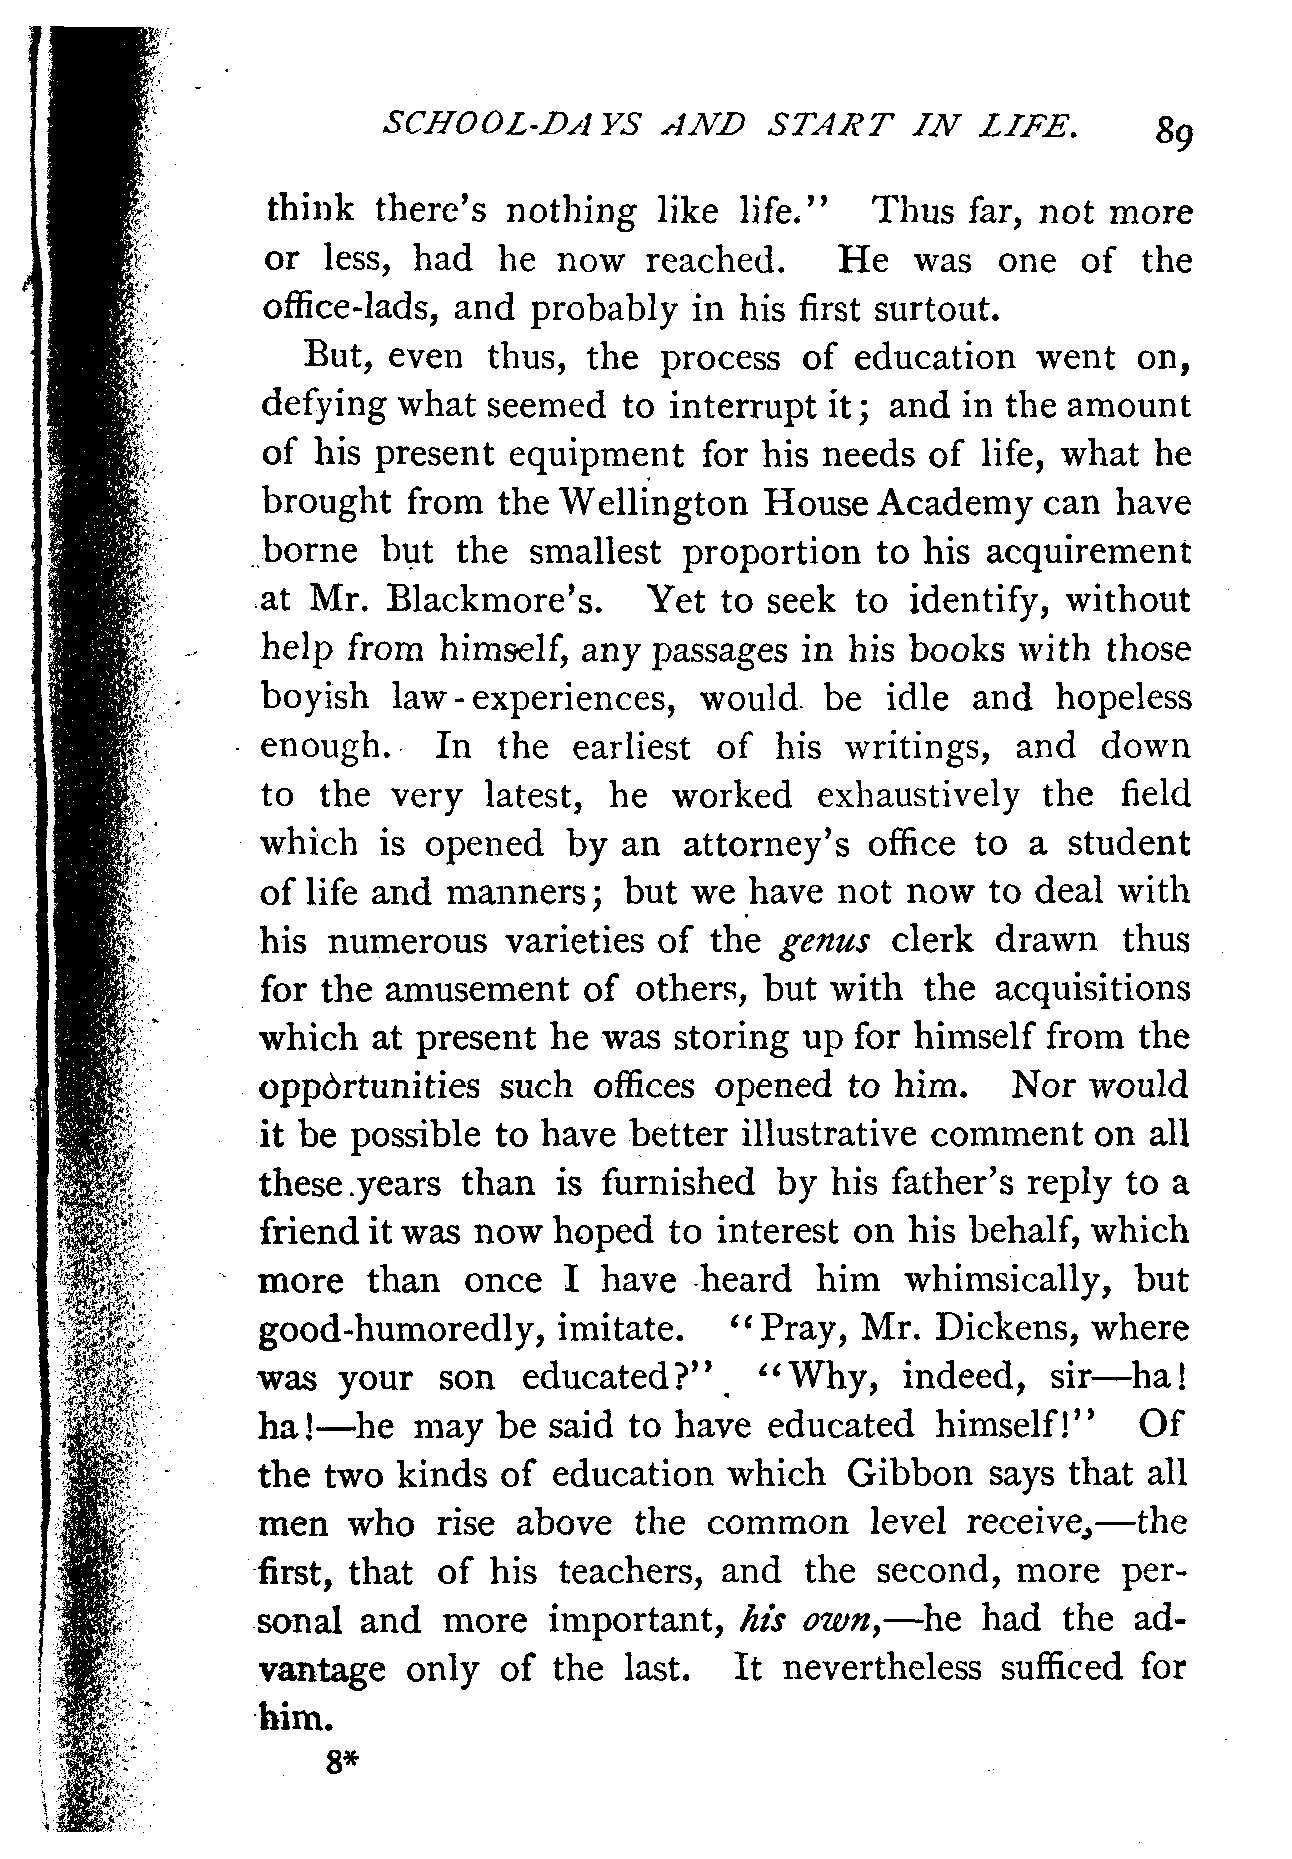 SCHOOL-DAYS AND START IN LIFE. 89
think there's nothing like life." Thus far, not more
or less, had he now reached. He was one of the
office-lads, and probably in his first surtout.
But, even thus, the process of education went on,
defying what seemed to interrupt it; and in the amount
of his present equipment for his needs of life, what he
brought from the Wellington House Academy can have
borne but the smallest proportion to his acquirement
at Mr. Blackmore's. Yet to seek to identify, without
help from himself, any passages in his books with those
boyish law-experiences, would be idle and hopeless
enough. In the earliest of his writings, and down
to the very latest, he worked exhaustively the field
which is opened by an attorney's office to a student
of life and manners; but we have not now to deal with
his numerous varieties of the genus clerk drawn thus
for the amusement of others, but with the acquisitions
which at present he was storing up for himself from the
opportunities such offices opened to him. Nor would
it be possible to have better illustrative comment on all
these years than is furnished by his father's reply to a
friend it was now hoped to interest on his behalf, which
more than once I have heard him whimsically, but
good-humoredly, imitate. "Pray, Mr. Dickens, where
was your son educated?" "Why, indeed, sir—ha!
ha!—he may be said to have educated himself!" Of
the two kinds of education which Gibbon says that all
men who rise above the common level receive,—the
first, that of his teachers, and the second, more per-
sonal and more important, his own,—he had the ad-
vantage only of the last. It nevertheless sufficed for
him.
8*